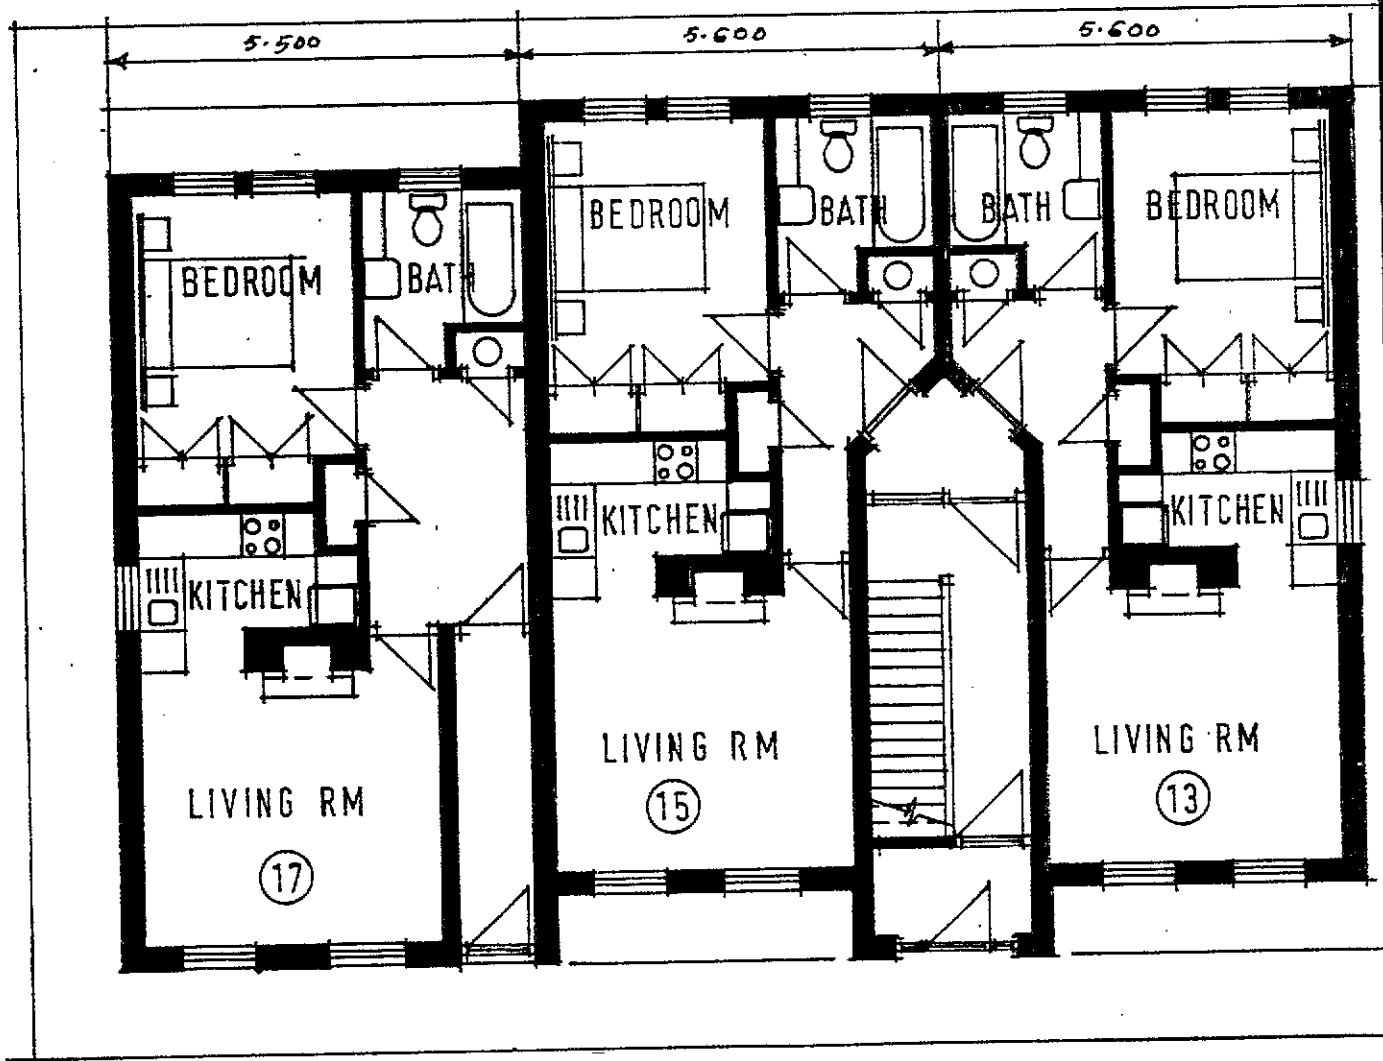 5.500
5.600
5.600
BEDROOM
BATH
BATH
BEDROOM
BEDROOM
BATH
KITCHEN
KITCHEN
KITCHEN
LIVING RM
15
LIVING RM
13
LIVING RM
17